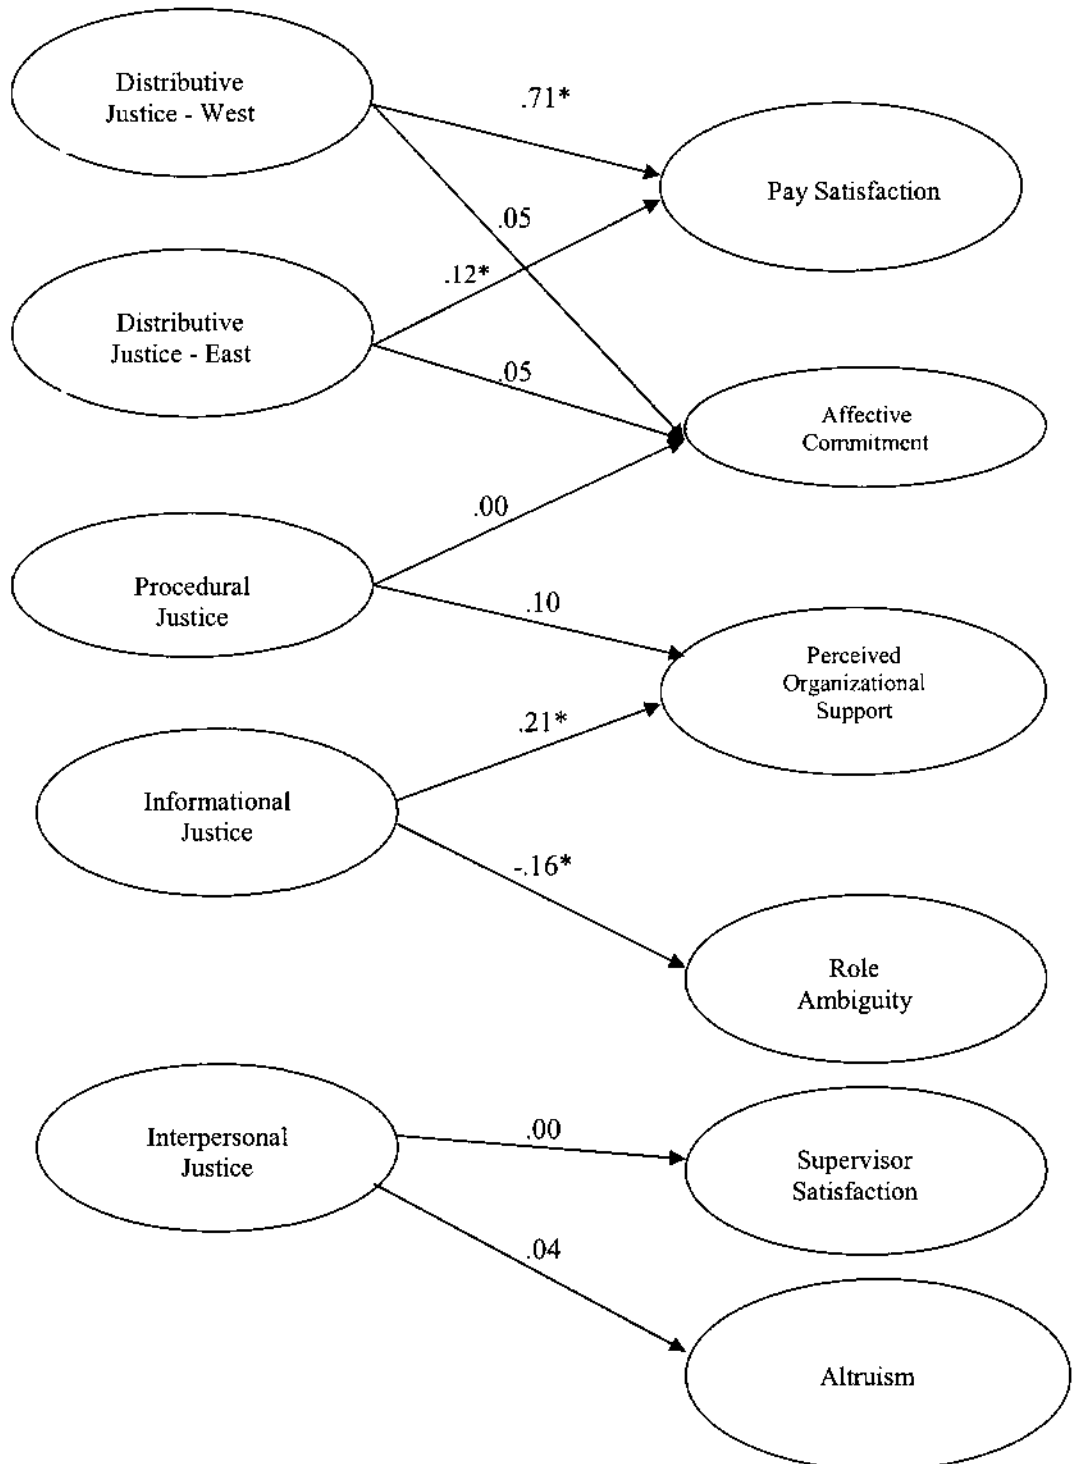 Distributive
Justice - West
.71*
Pay Satisfaction
.05
.12*
Distributive
Justice - East
.05
Affective
Commitment
.00
Procedural
Justice
.10
Perceived
Organizational
Support
.21*
Informational
Justice
-.16*
Role
Ambiguity
Interpersonal
Justice
.00
Supervisor
Satisfaction
.04
Altruism